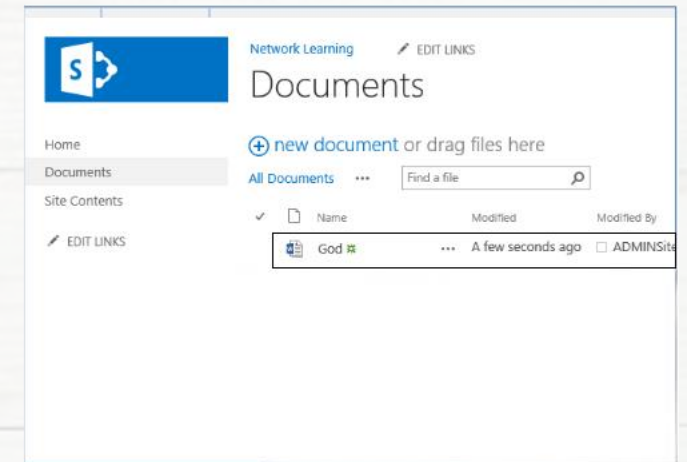 S
Network Learning EDIT LINKS
Documents
Home
Documents
Site Contents
EDIT LINKS
new document or drag files here
All Documents ... Find a file
Name Modified Modified By
God ... A few seconds ago ADMINSite